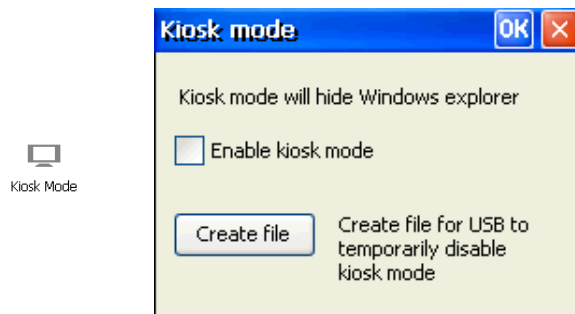 Kiosk mode
OK
Kiosk mode will hide Windows explorer
Enable kiosk mode
Kiosk Mode
Create file
Create file for USB to
temporarily disable
kiosk mode